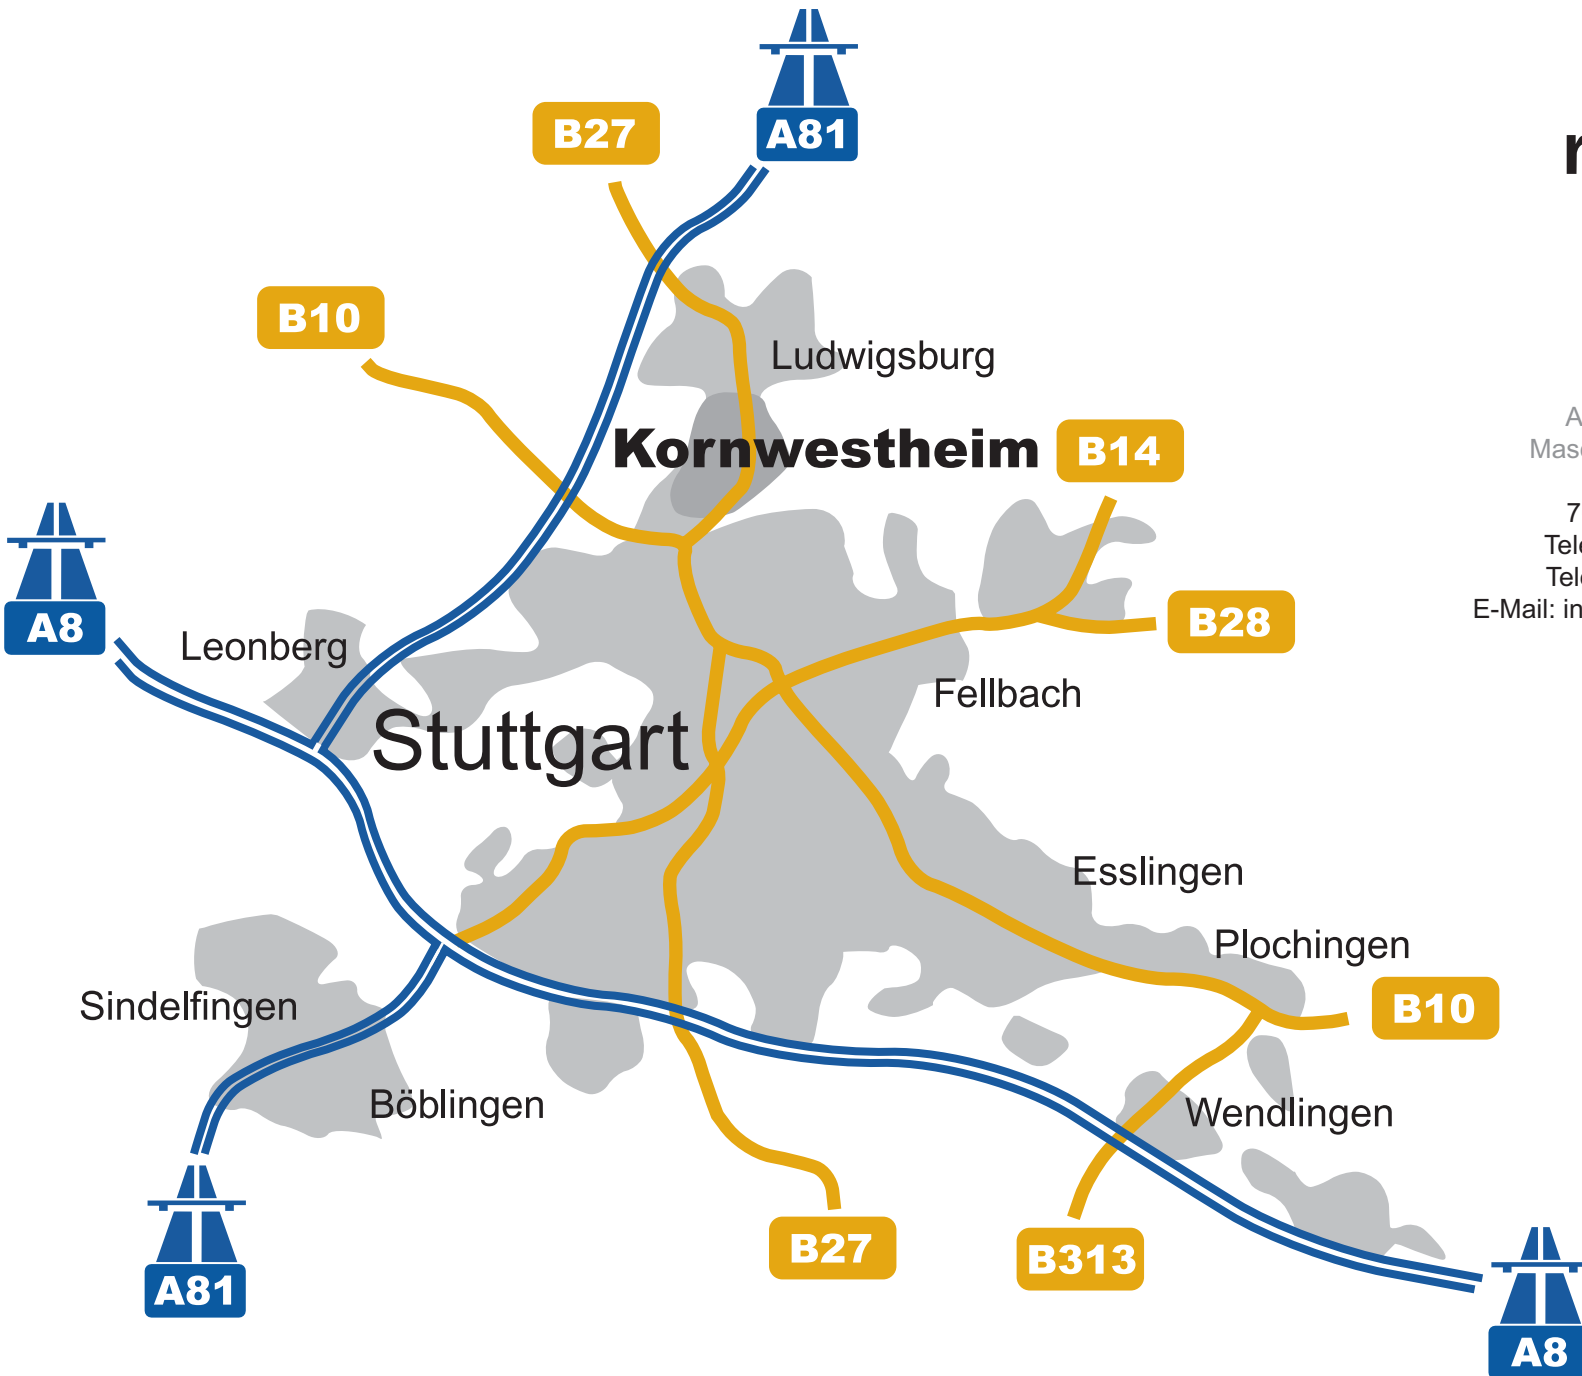 A81
B27
B10
Ludwigsburg
Kornwestheim
B14
A8
B28
Leonberg
Fellbach
Stuttgart
Esslingen
Plochingen
Sindelfingen
B10
Böblingen
Wendlingen
B27
B313
A81
A8
E-Mail: